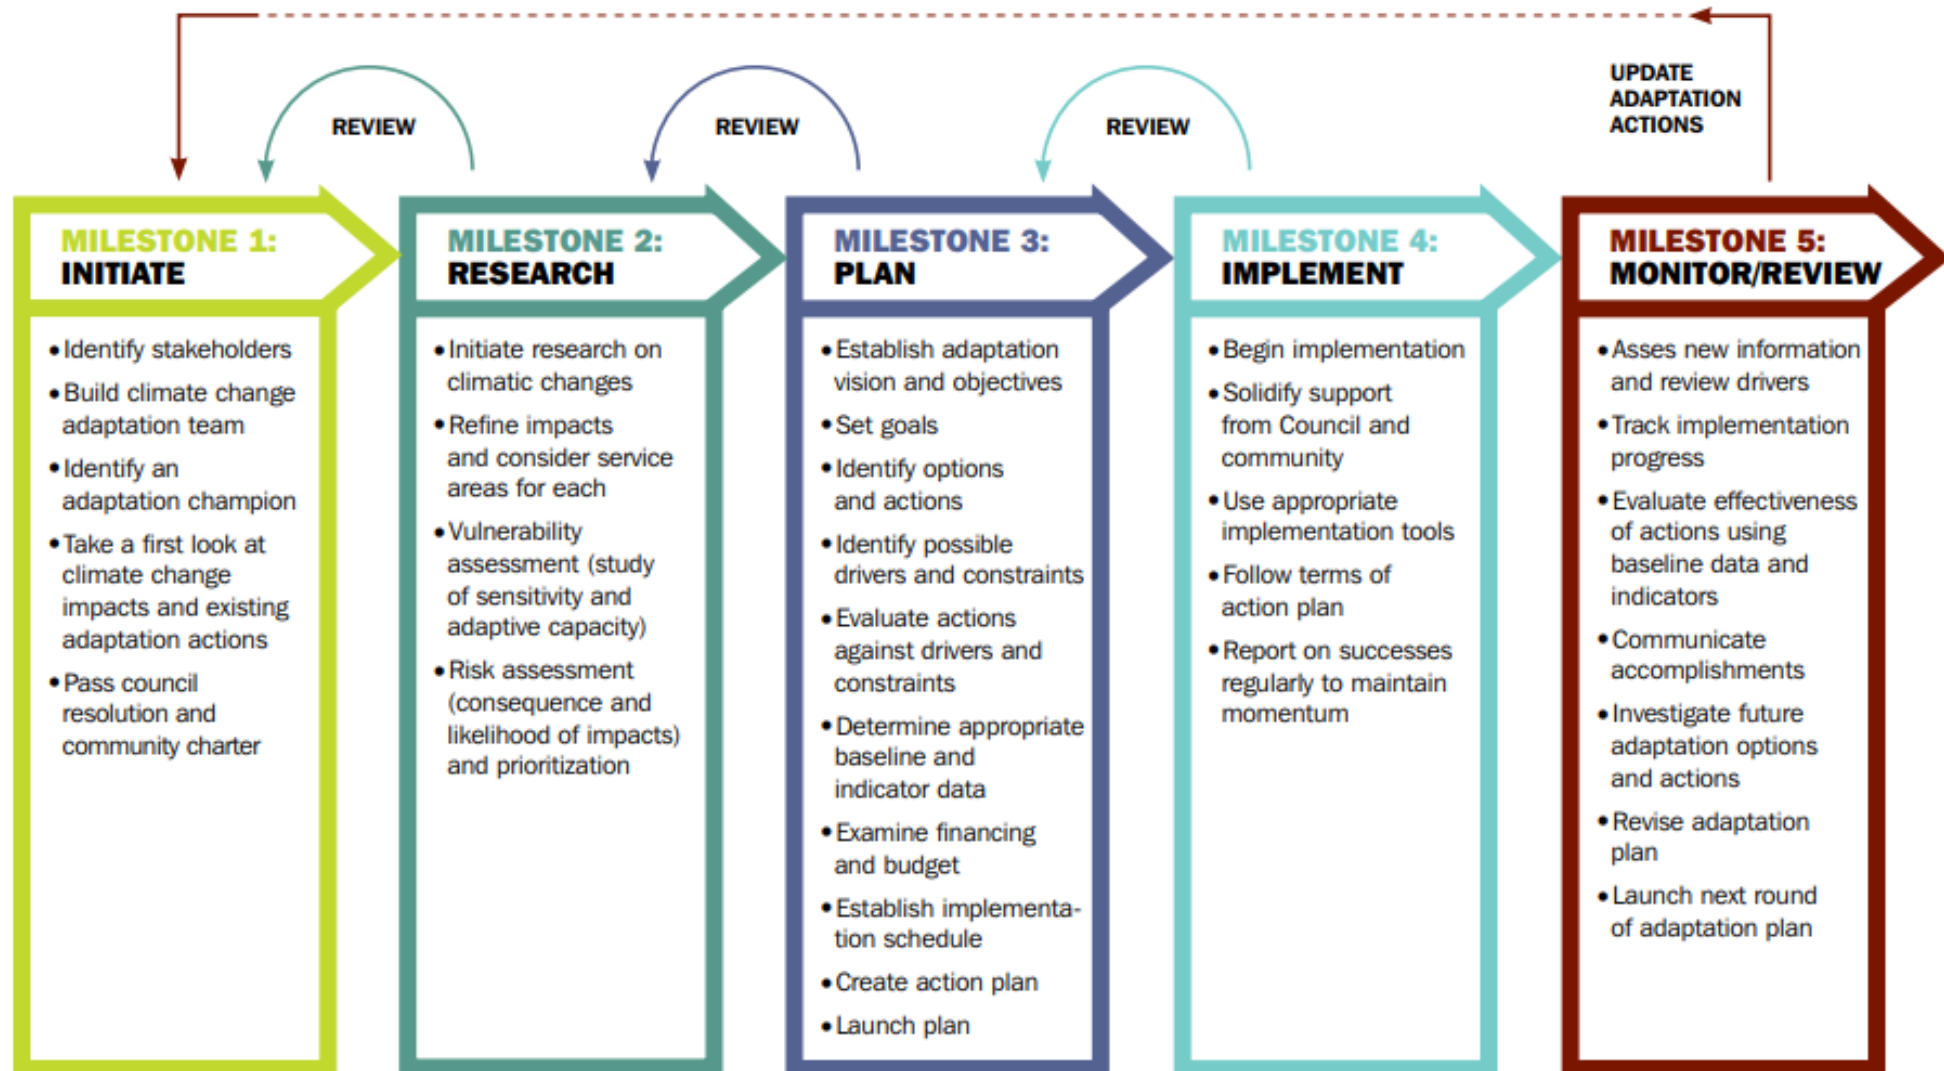 REVIEW
REVIEW
REVIEW
UPDATE
ADAPTATION
ACTIONS
MILESTONE 1:
INITIATE
• Identify stakeholders
• Build climate change
adaptation team
• Identify an
adaptation champion
• Take a first look at
climate change
impacts and existing
adaptation actions
• Pass council
resolution and
community charter
MILESTONE 2:
RESEARCH
• Initiate research on
climatic changes
• Refine impacts
and consider service
areas for each
• Vulnerability
assessment (study
of sensitivity and
adaptive capacity)
• Risk assessment
(consequence and
likelihood of impacts)
and prioritization
MILESTONE 3:
PLAN
• Establish adaptation
vision and objectives
• Set goals
• Identify options
and actions
• Identify possible
drivers and constraints
• Evaluate actions
against drivers and
constraints
• Determine appropriate
baseline and
indicator data
• Examine financing
and budget
• Establish implementa-
tion schedule
• Create action plan
• Launch plan
MILESTONE 4:
IMPLEMENT
• Begin implementation
• Solidify support
from Council and
community
• Use appropriate
implementation tools
• Follow terms of
action plan
• Report on successes
regularly to maintain
momentum
MILESTONE 5:
MONITOR/REVIEW
• Asses new information
and review drivers
• Track implementation
progress
• Evaluate effectiveness
of actions using
baseline data and
indicators
• Communicate
accomplishments
• Investigate future
adaptation options
and actions
• Revise adaptation
plan
• Launch next round
of adaptation plan